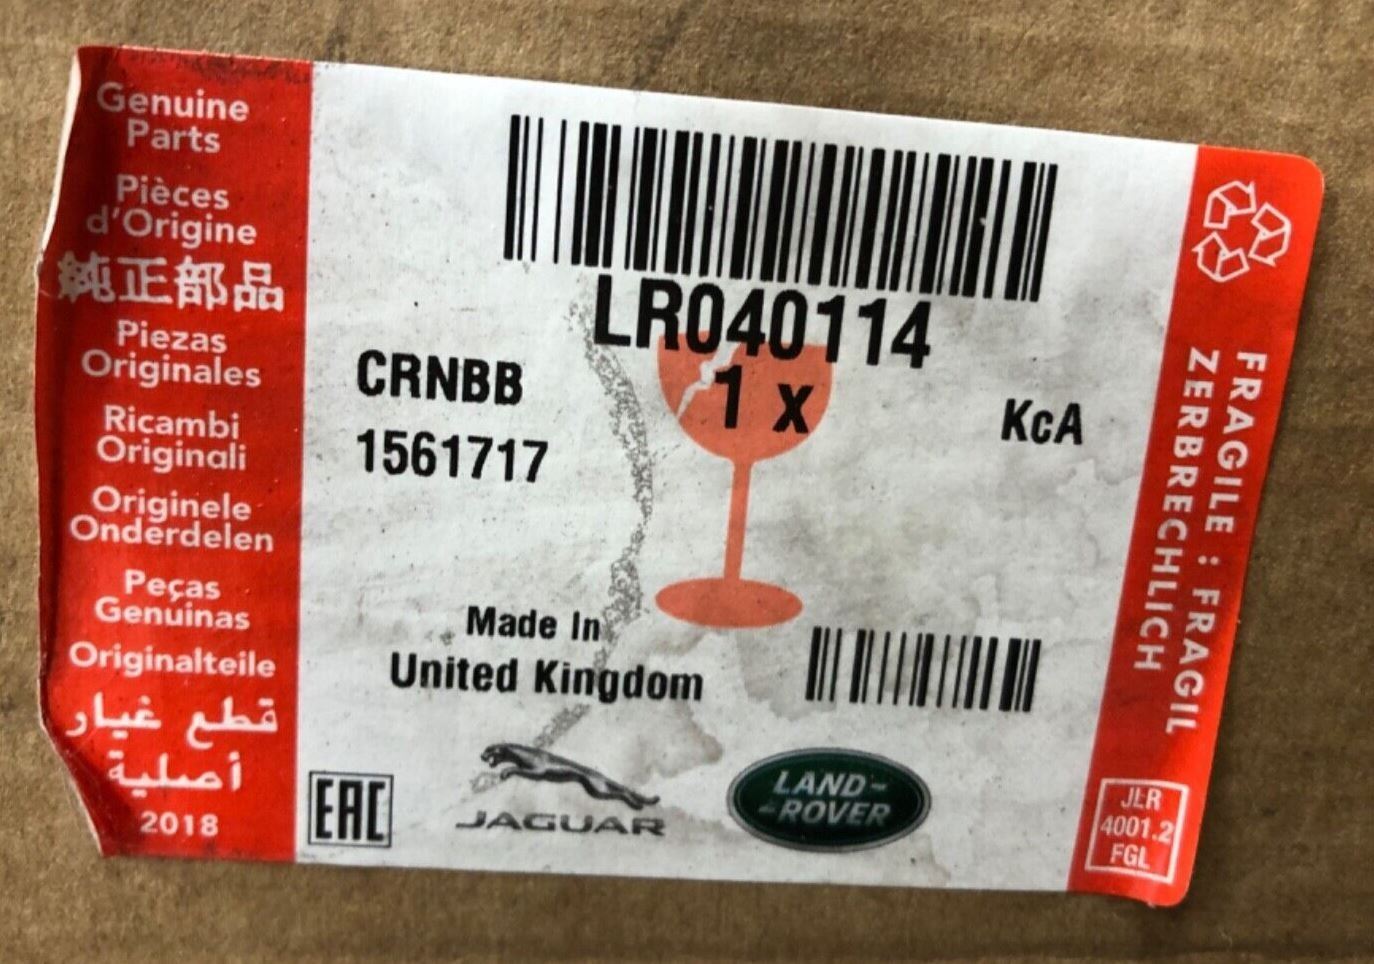 Genuine
Parts
Pièces
d'Origine
純正部品
Piezas
Originales
Ricambi
Originali
Originele
Onderdelen
Peças
Genuinas
Originalteile
قطع غيار
أصلية
2018
LR040114
CRNBB
1 x
KcA
1561717
Made In
United Kingdom
EAC
JAGUAR
LAND-
-ROVER
FRAGILE : FRAGIL
ZERBRECHLICH
JLR
4001.2
FGL